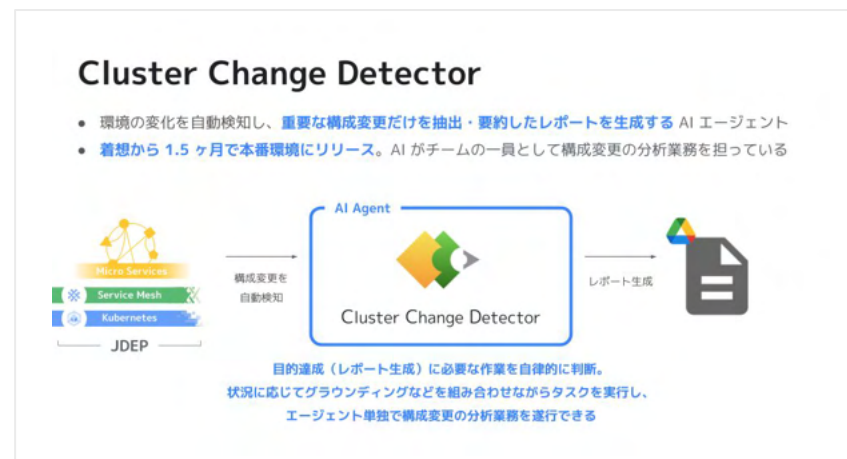 Cluster Change Detector
● 環境の変化を自動検知し、重要な構成変更だけを抽出・要約したレポートを生成する AI エージェント
● 着想から 1.5 ヶ月で本番環境にリリース。AI がチームの一員として構成変更の分析業務を担っている
AI Agent
Micro Services
Service Mesh
Kubernetes
JDEP
構成変更を
自動検知
Cluster Change Detector
レポート生成
目的達成（レポート生成）に必要な作業を自律的に判断。
状況に応じてグラウンディングなどを組み合わせながらタスクを実行し、
エージェント単独で構成変更の分析業務を遂行できる